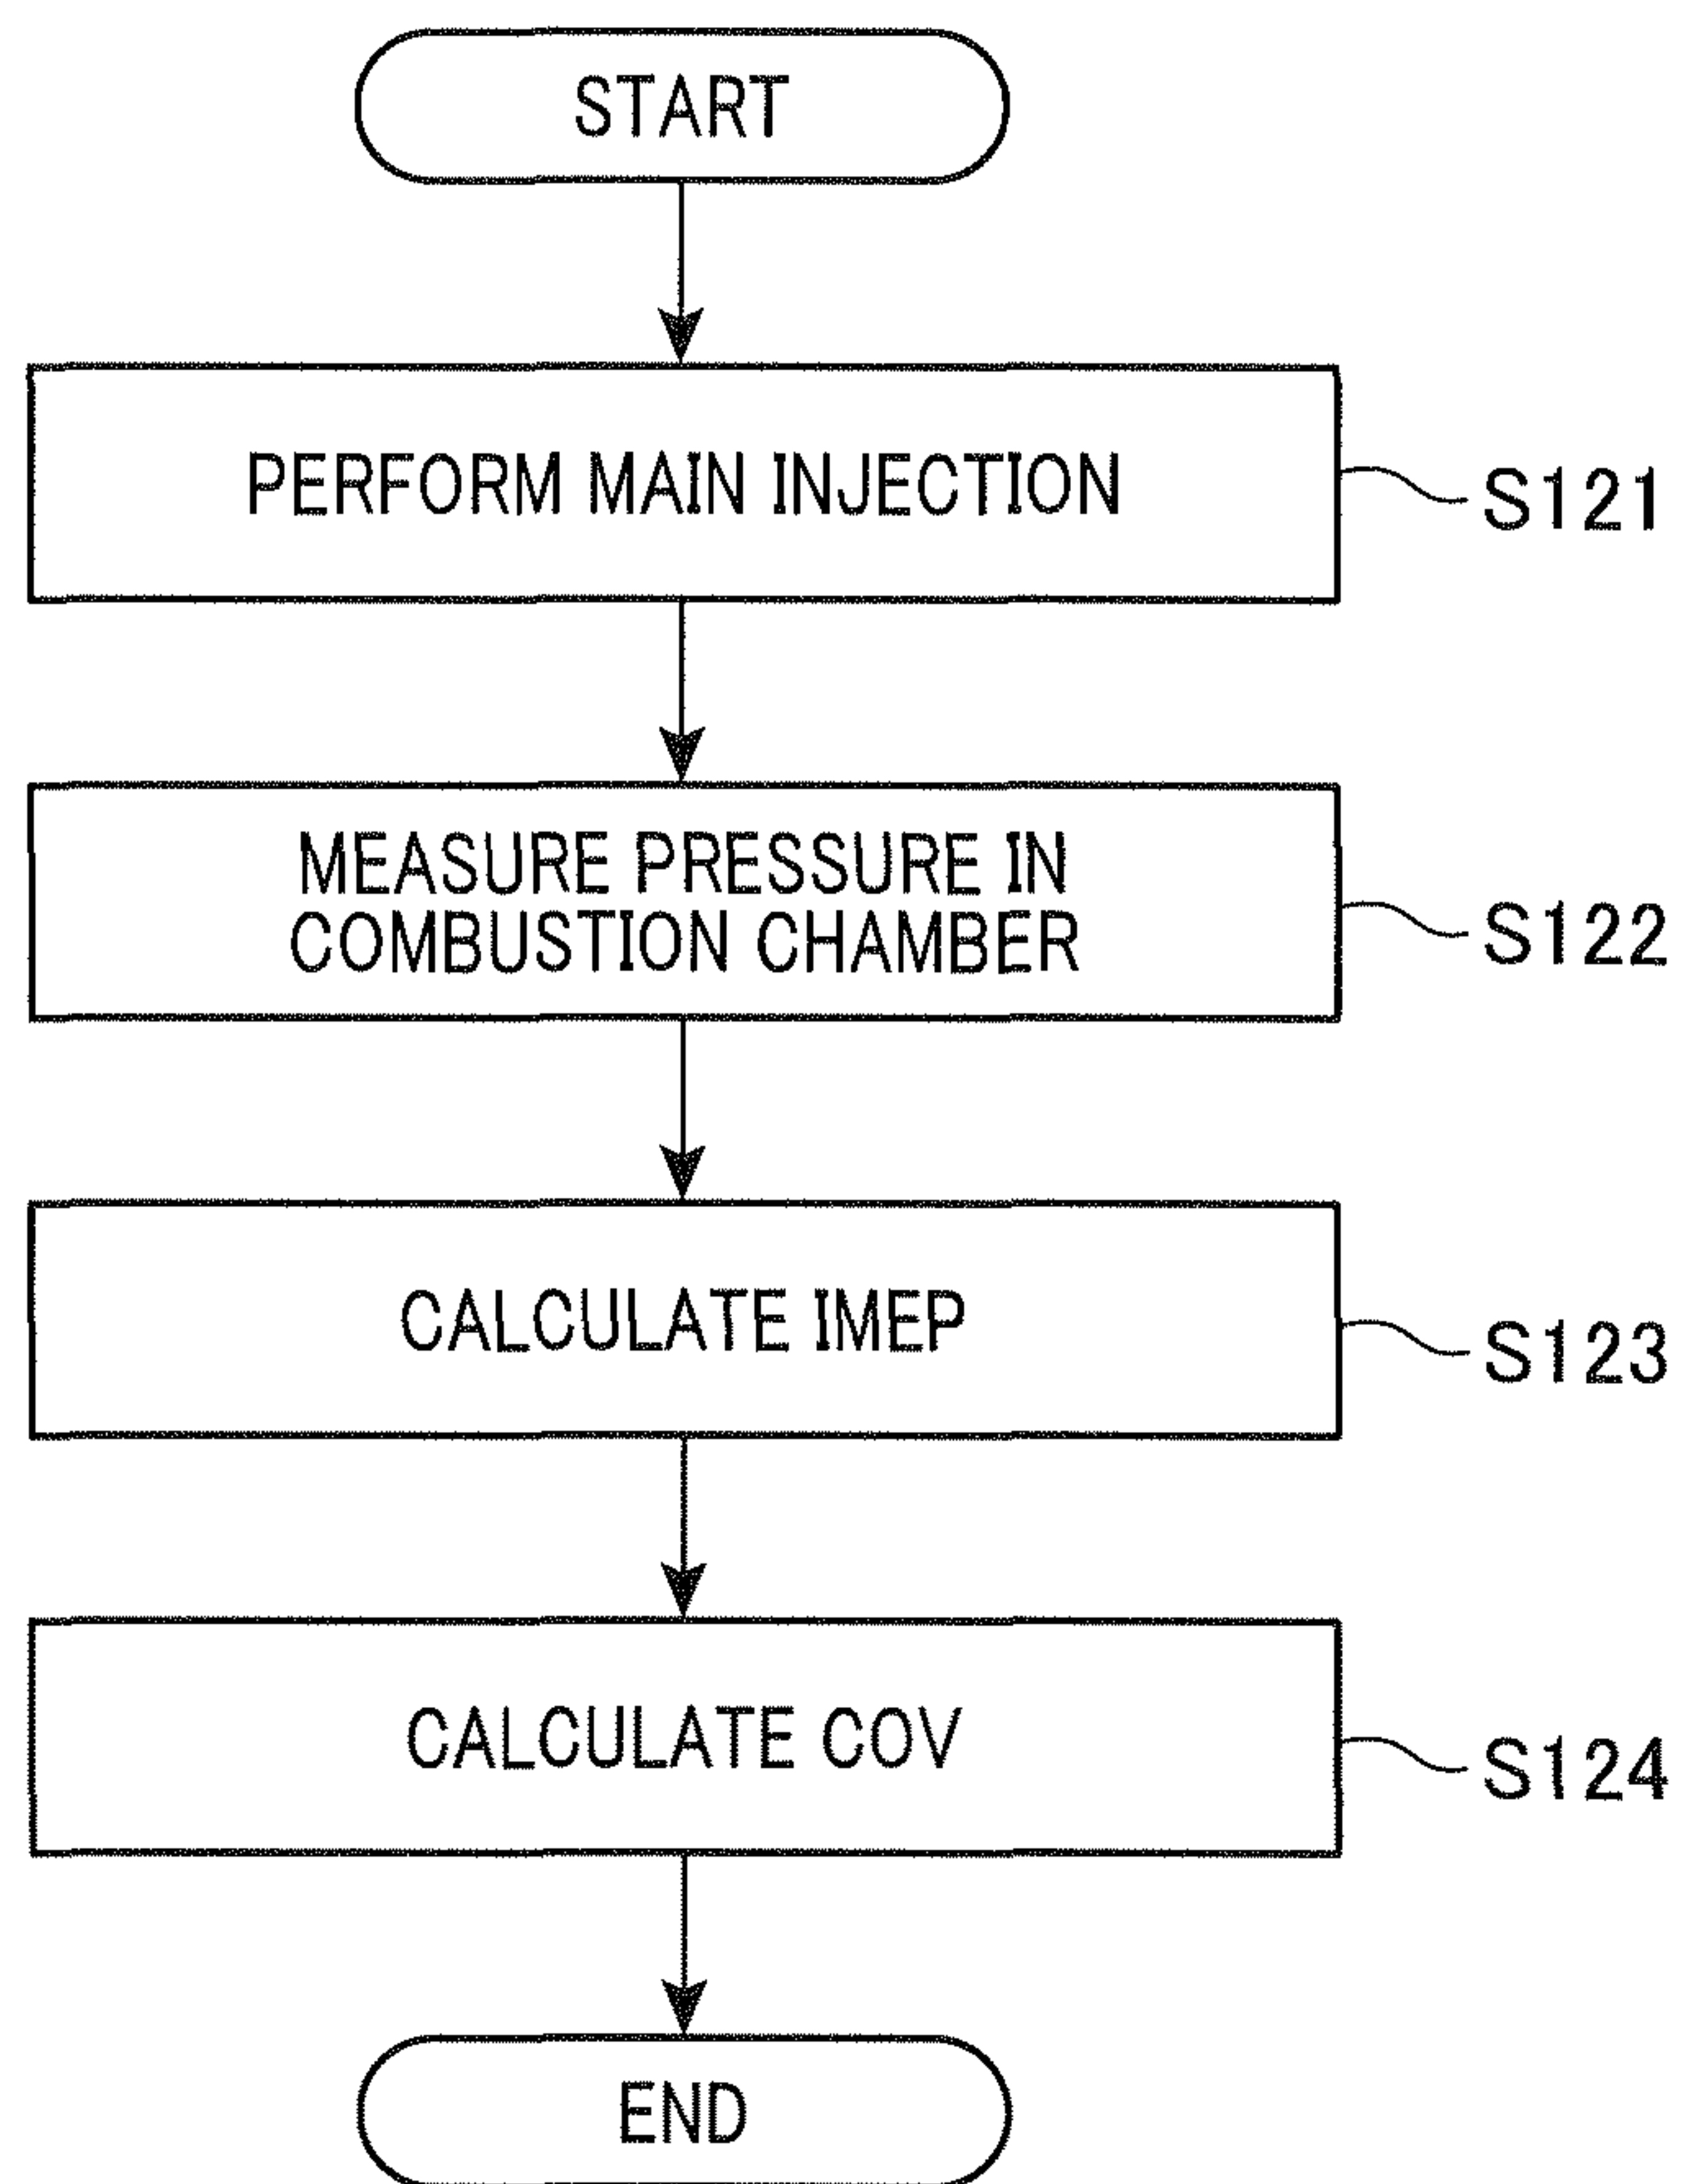 START
PERFORM MAIN INJECTION
S121
MEASURE PRESSURE IN
COMBUSTION CHAMBER
S122
CALCULATE IMEP
S123
CALCULATE COV
S124
END